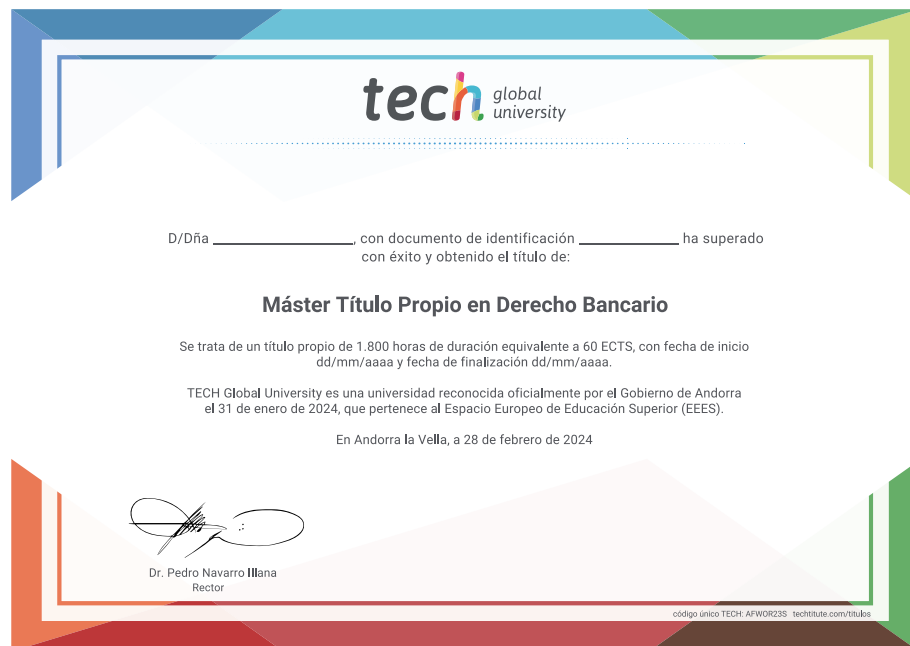 tech global university
D/Dña ____________, con documento de identificación _________ ha superado
con éxito y obtenido el título de:
Máster Título Propio en Derecho Bancario
Se trata de un título propio de 1.800 horas de duración equivalente a 60 ECTS, con fecha de inicio
dd/mm/aaaa y fecha de finalización dd/mm/aaaa.
TECH Global University es una universidad reconocida oficialmente por el Gobierno de Andorra
el 31 de enero de 2024, que pertenece al Espacio Europeo de Educación Superior (EEES).
En Andorra la Vella, a 28 de febrero de 2024
Dr. Pedro Navarro Illana
Rector
código único TECH: AFWOR23S techtitute.com/titulos